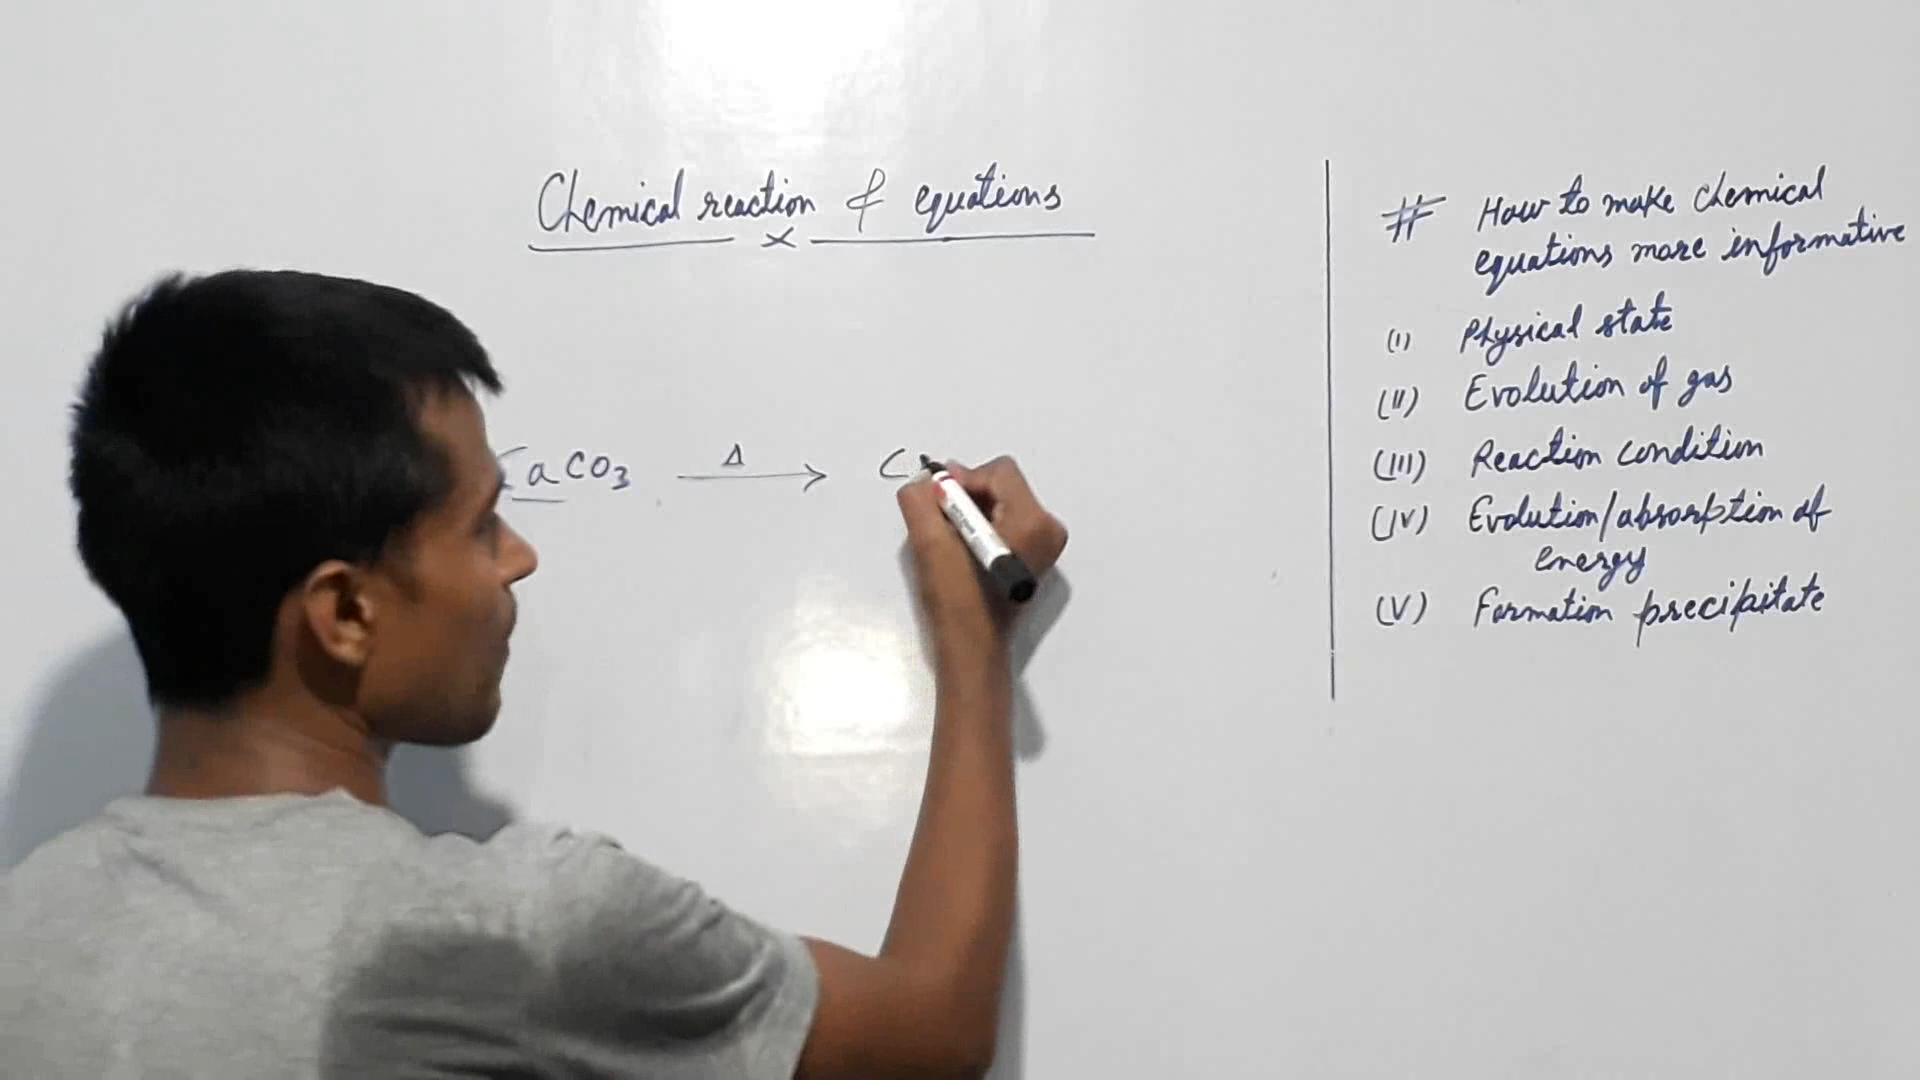 Chemical reaction & equations
x
CaCO3 Δ → C
# How to make chemical
equations more informative
(I) Physical state
(II) Evolution of gas
(III) Reaction condition
(IV) Evolution/absorption of
energy
(V) Formation precipitate